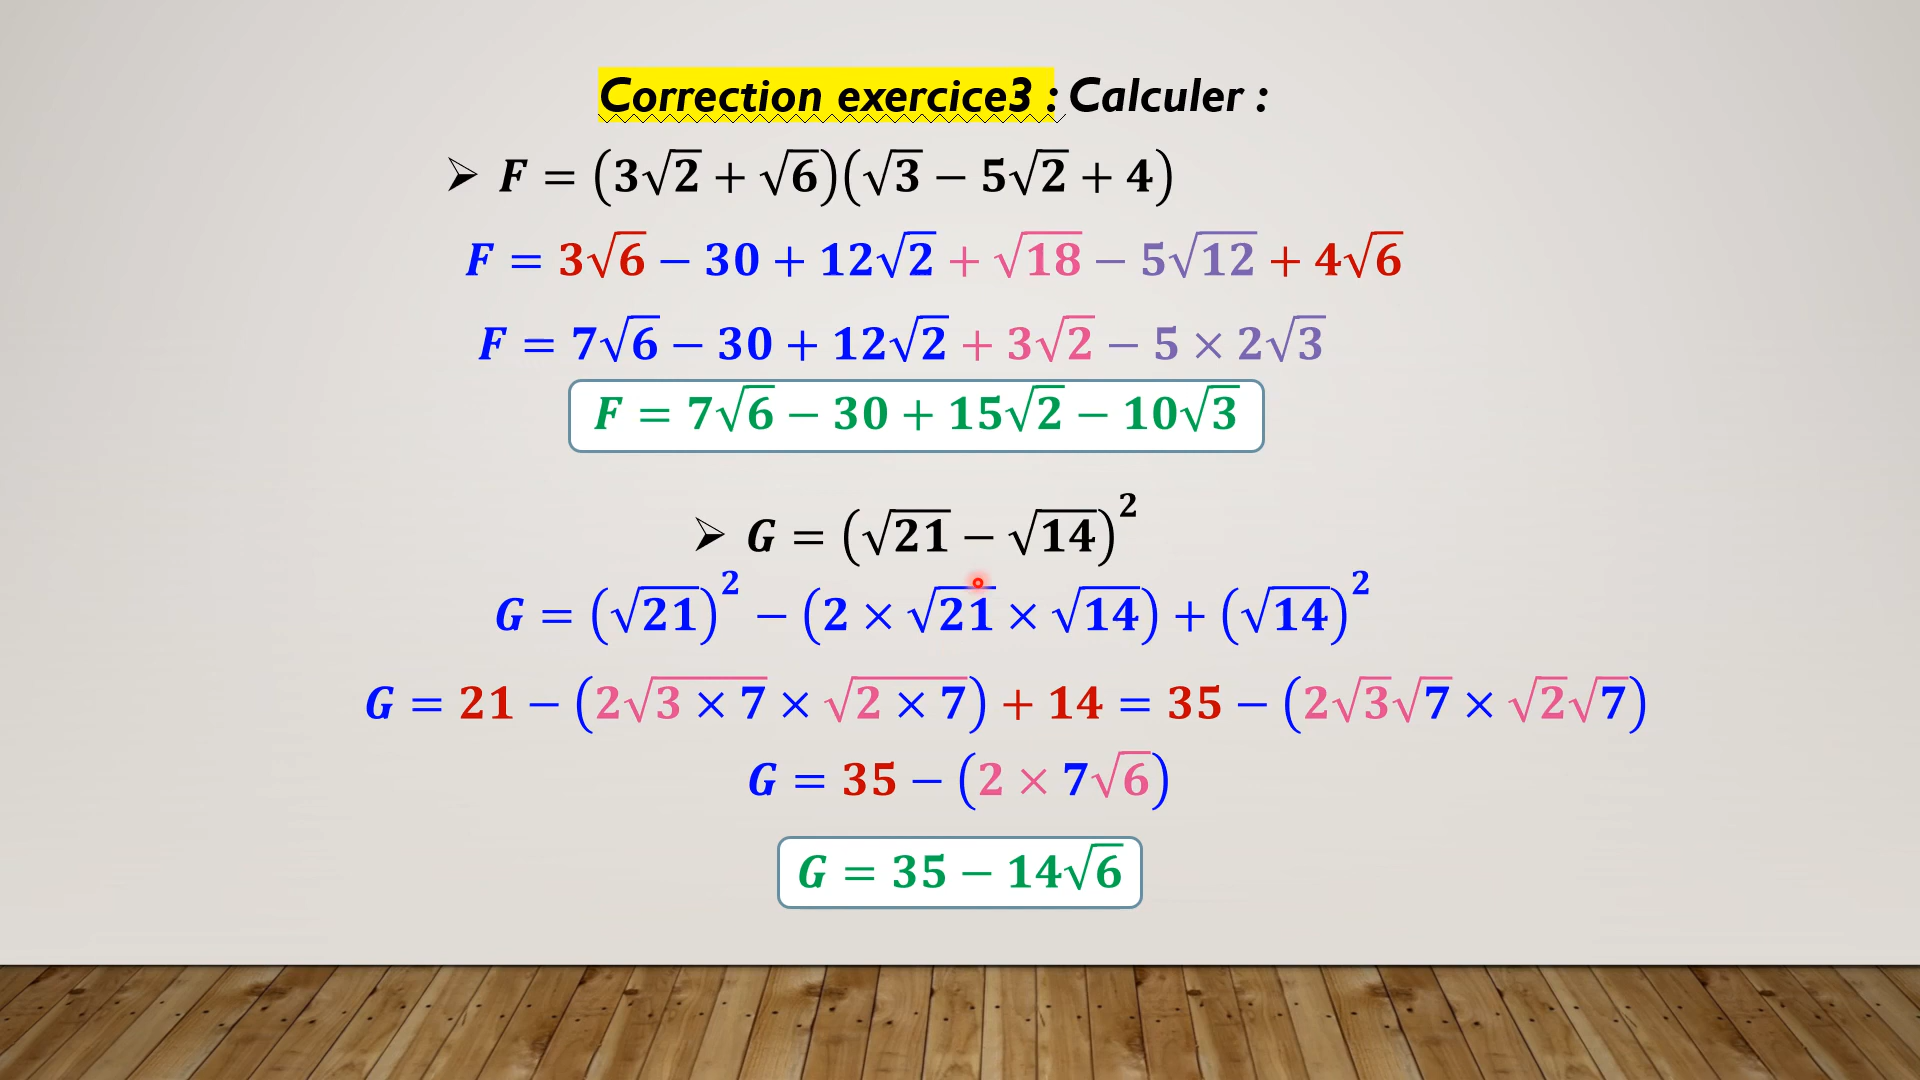 Correction exercice3 : Calculer :
➢ F = (3√2 + √6)(√3 − 5√2 + 4)
F = 3√6 − 30 + 12√2 + √18 − 5√12 + 4√6
F = 7√6 − 30 + 12√2 + 3√2 − 5 × 2√3
F = 7√6 − 30 + 15√2 − 10√3
➢ G = (√21 − √14)²
G = (√21)² − (2 × √21 × √14) + (√14)²
G = 21 − (2√(3 × 7) × √(2 × 7)) + 14 = 35 − (2√3√7 × √2√7)
G = 35 − (2 × 7√6)
G = 35 − 14√6